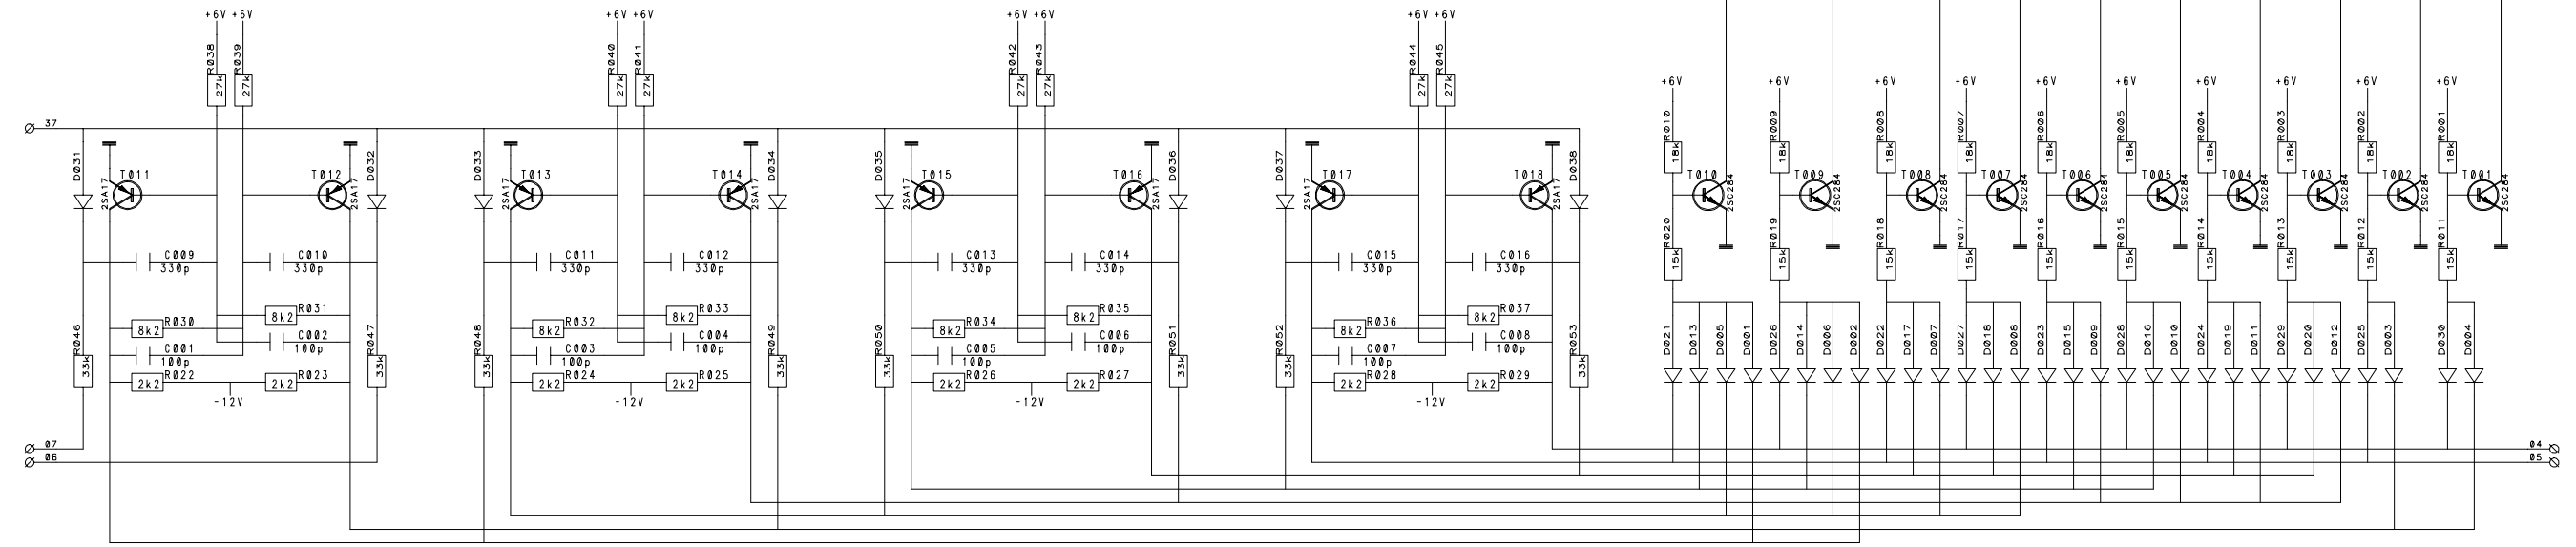 +6V +6V +6V +6V +6V +6V +6V +6V
R038 R039 R040 R041 R042 R043 R044 R045
27k 27k 27k 27k 27k 27k 27k 27k
+6V +6V +6V +6V +6V +6V +6V +6V +6V +6V
R010 R009 R008 R007 R006 R005 R004 R003 R002 R001
18k 18k 18k 18k 18k 18k 18k 18k 18k 18k
37
D031 D032 D033 D034 D035 D036 D037 D038
T011 T012 T013 T014 T015 T016 T017 T018
2SA17 2SA17 2SA17 2SA17 2SA17 2SA17 2SA17 2SA17
T010 T009 T008 T007 T006 T005 T004 T003 T002 T001
2SC284 2SC284 2SC284 2SC284 2SC284 2SC284 2SC284 2SC284 2SC284 2SC284
R020 R019 R018 R017 R016 R015 R014 R013 R012 R011
15k 15k 15k 15k 15k 15k 15k 15k 15k 15k
C009 C010 C011 C012 C013 C014 C015 C016
330p 330p 330p 330p 330p 330p 330p 330p
R031 R033 R035 R037
8k2 8k2 8k2 8k2
R030 R032 R034 R036
8k2 8k2 8k2 8k2
C002 C004 C006 C008
100p 100p 100p 100p
C001 C003 C005 C007
100p 100p 100p 100p
R046 R047 R048 R049 R050 R051 R052 R053
33k 33k 33k 33k 33k 33k 33k 33k
R022 R023 R024 R025 R026 R027 R028 R029
2k2 2k2 2k2 2k2 2k2 2k2 2k2 2k2
-12V -12V -12V -12V
D021 D013 D005 D001 D026 D014 D006 D002 D022 D017 D007 D027 D018 D008 D023 D015 D009 D028 D016 D010 D024 D019 D011 D029 D020 D012 D025 D003 D030 D004
07
06
04
05